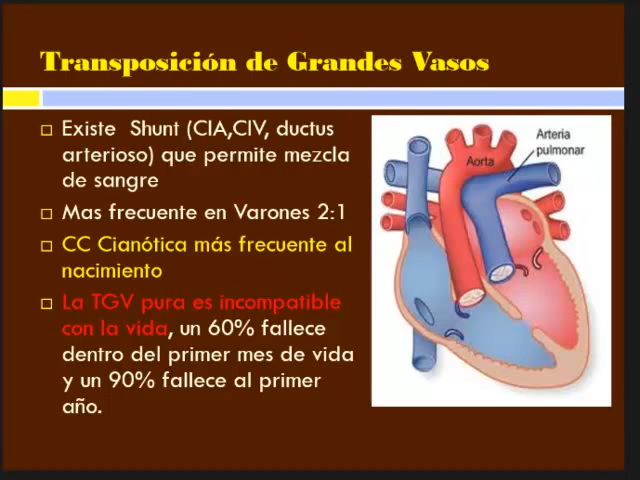 Transposición de Grandes Vasos
Existe Shunt (CIA,CIV, ductus
arterioso) que permite mezcla
de sangre
Mas frecuente en Varones 2:1
CC Cianótica más frecuente al
nacimiento
La TGV pura es incompatible
con la vida, un 60% fallece
dentro del primer mes de vida
y un 90% fallece al primer
año.
Arteria
pulmonar
Aorta